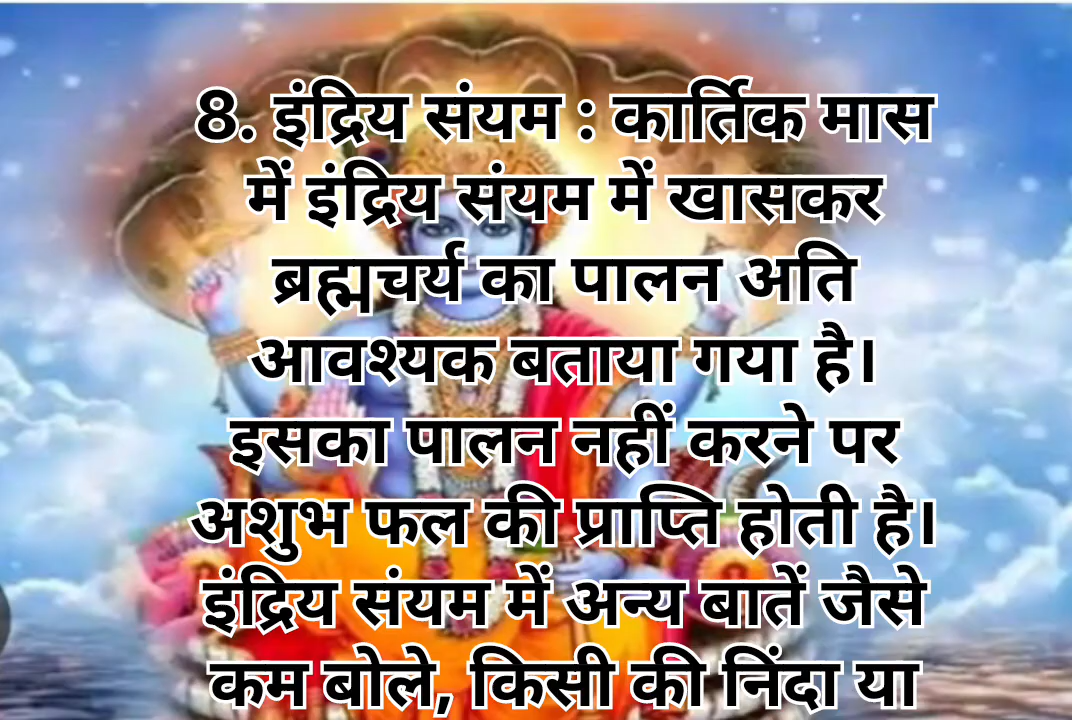 8. इंद्रिय संयम : कार्तिक मास
में इंद्रिय संयम में खासकर
ब्रह्मचर्य का पालन अति
आवश्यक बताया गया है।
इसका पालन नहीं करने पर
अशुभ फल की प्राप्ति होती है।
इंद्रिय संयम में अन्य बातें जैसे
कम बोले, किसी की निंदा या